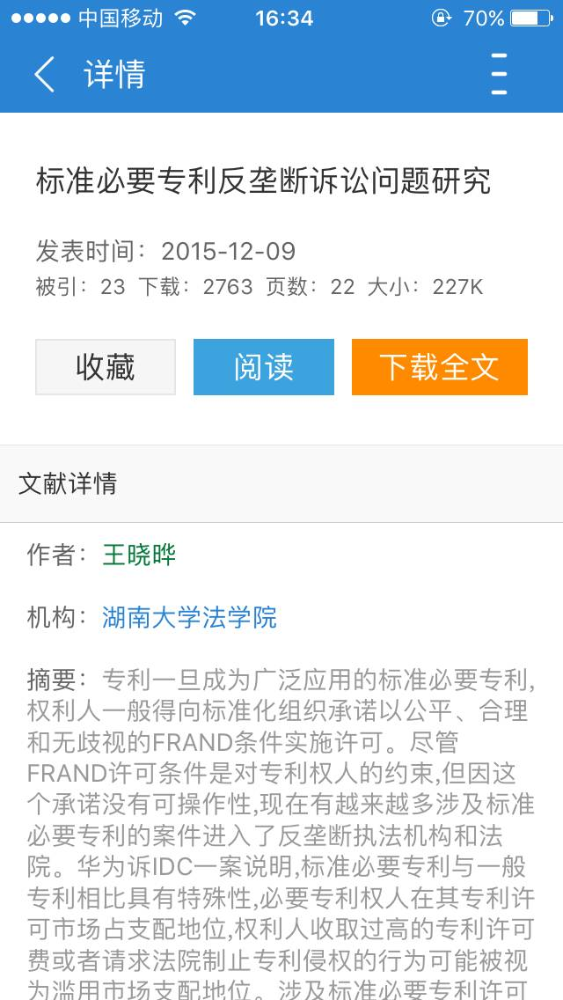 中国移动 16:34 70%
详情
标准必要专利反垄断诉讼问题研究
发表时间：2015-12-09
被引：23 下载：2763 页数：22 大小：227K
收藏 阅读 下载全文
文献详情
作者：王晓晔
机构：湖南大学法学院
摘要：专利一旦成为广泛应用的标准必要专利,
权利人一般得向标准化组织承诺以公平、合理
和无歧视的FRAND条件实施许可。尽管
FRAND许可条件是对专利权人的约束,但因这
个承诺没有可操作性,现在有越来越多涉及标准
必要专利的案件进入了反垄断执法机构和法
院。华为诉IDC一案说明,标准必要专利与一般
专利相比具有特殊性,必要专利权人在其专利许
可市场占支配地位,权利人收取过高的专利许可
费或者请求法院制止专利侵权的行为可能被视
为滥用市场支配地位。涉及标准必要专利许可